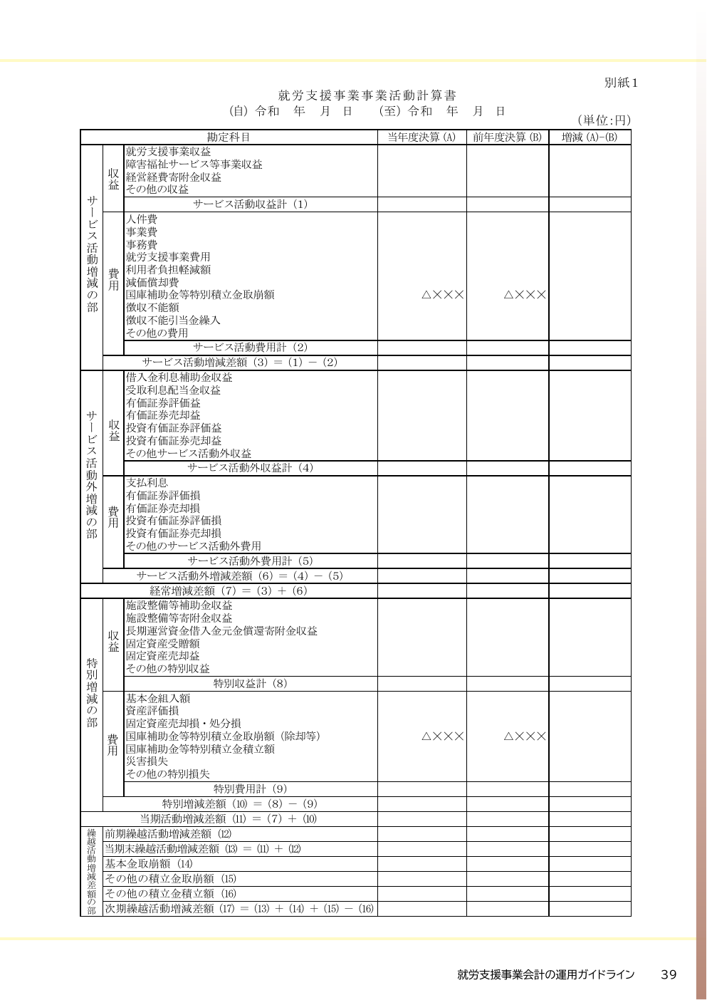 別紙1
就労支援事業事業活動計算書
（自）令和　年　月　日　（至）令和　年　月　日
（単位：円）
勘定科目　当年度決算（A）　前年度決算（B）　増減（A）-（B）
サービス活動増減の部
収益
就労支援事業収益
障害福祉サービス等事業収益
経営経費寄附金収益
その他の収益
サービス活動収益計（1）
費用
人件費
事業費
事務費
就労支援事業費用
利用者負担軽減額
減価償却費
国庫補助金等特別積立金取崩額　△×××　△×××
徴収不能額
徴収不能引当金繰入
その他の費用
サービス活動費用計（2）
サービス活動増減差額（3）＝（1）－（2）
サービス活動外増減の部
収益
借入金利息補助金収益
受取利息配当金収益
有価証券評価益
有価証券売却益
投資有価証券評価益
投資有価証券売却益
その他サービス活動外収益
サービス活動外収益計（4）
費用
支払利息
有価証券評価損
有価証券売却損
投資有価証券評価損
投資有価証券売却損
その他のサービス活動外費用
サービス活動外費用計（5）
サービス活動外増減差額（6）＝（4）－（5）
経常増減差額（7）＝（3）＋（6）
特別増減の部
収益
施設整備等補助金収益
施設整備等寄附金収益
長期運営資金借入金元金償還寄附金収益
固定資産受贈額
固定資産売却益
その他の特別収益
特別収益計（8）
費用
基本金組入額
資産評価損
固定資産売却損・処分損
国庫補助金等特別積立金取崩額（除却等）　△×××　△×××
国庫補助金等特別積立金積立額
災害損失
その他の特別損失
特別費用計（9）
特別増減差額（10）＝（8）－（9）
当期活動増減差額（11）＝（7）＋（10）
繰越活動増減差額の部
前期繰越活動増減差額（12）
当期末繰越活動増減差額（13）＝（11）＋（12）
基本金取崩額（14）
その他の積立金取崩額（15）
その他の積立金積立額（16）
次期繰越活動増減差額（17）＝（13）＋（14）＋（15）－（16）
就労支援事業会計の運用ガイドライン　39